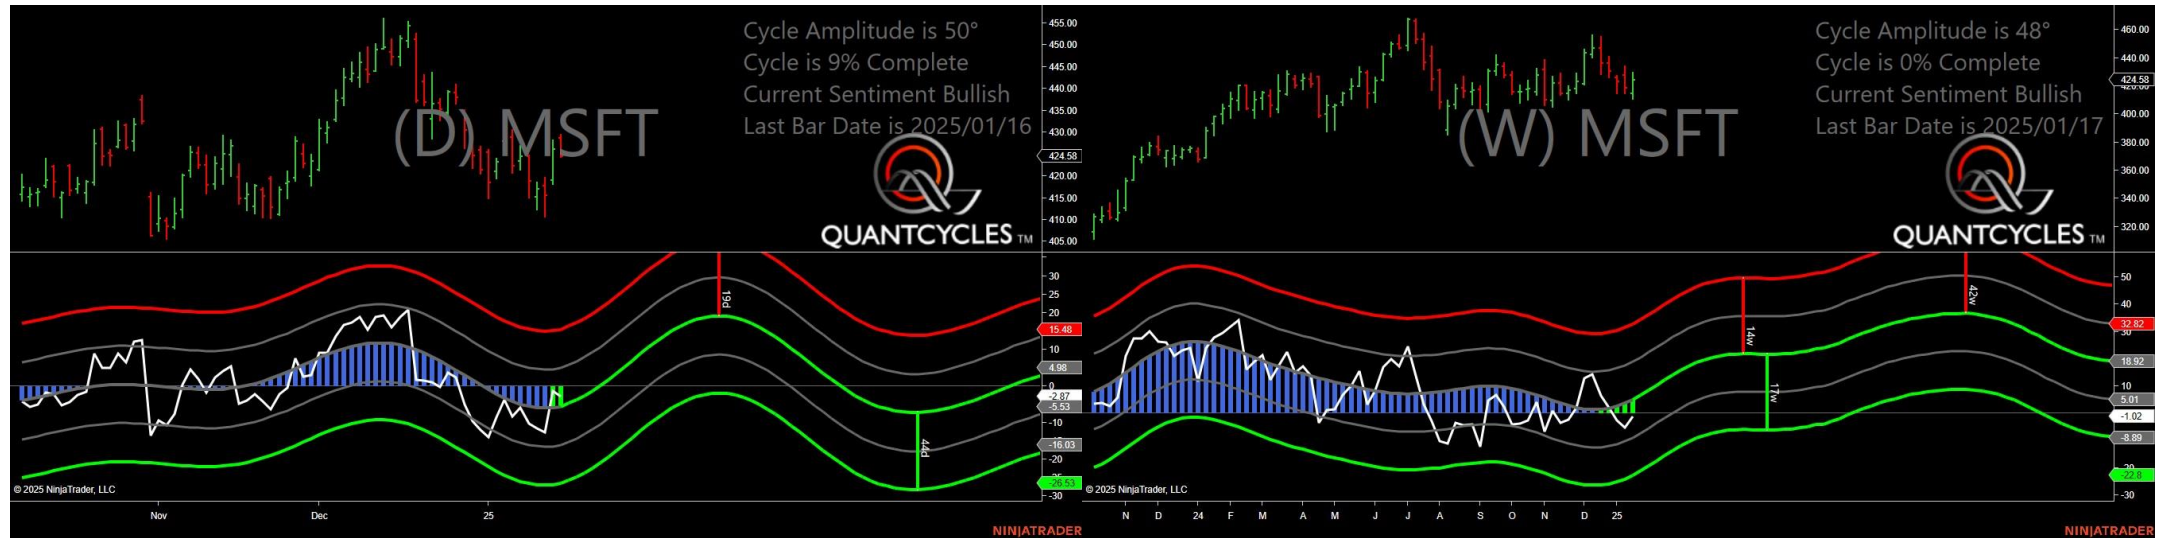 Cycle Amplitude is 50°
Cycle is 9% Complete
Current Sentiment Bullish
Last Bar Date is 2025/01/16
(D) MSFT
QUANTCYCLES TM
455.00
450.00
445.00
440.00
435.00
430.00
424.58
420.00
415.00
410.00
405.00
19d
44d
30
25
20
15.48
10
4.98
0
-2.87
-5.53
-10
-16.03
-20
-26.53
-30
© 2025 NinjaTrader, LLC
Nov
Dec
25
NINJATRADER
Cycle Amplitude is 48°
Cycle is 0% Complete
Current Sentiment Bullish
Last Bar Date is 2025/01/17
(W) MSFT
QUANTCYCLES TM
460.00
440.00
424.58
420.00
400.00
380.00
360.00
340.00
320.00
14w
17w
42w
50
40
32.82
30
18.92
10
5.01
-1.02
-8.89
-20
-22.8
-30
© 2025 NinjaTrader, LLC
N D 24 F M A M J J A S O N D 25
NINJATRADER